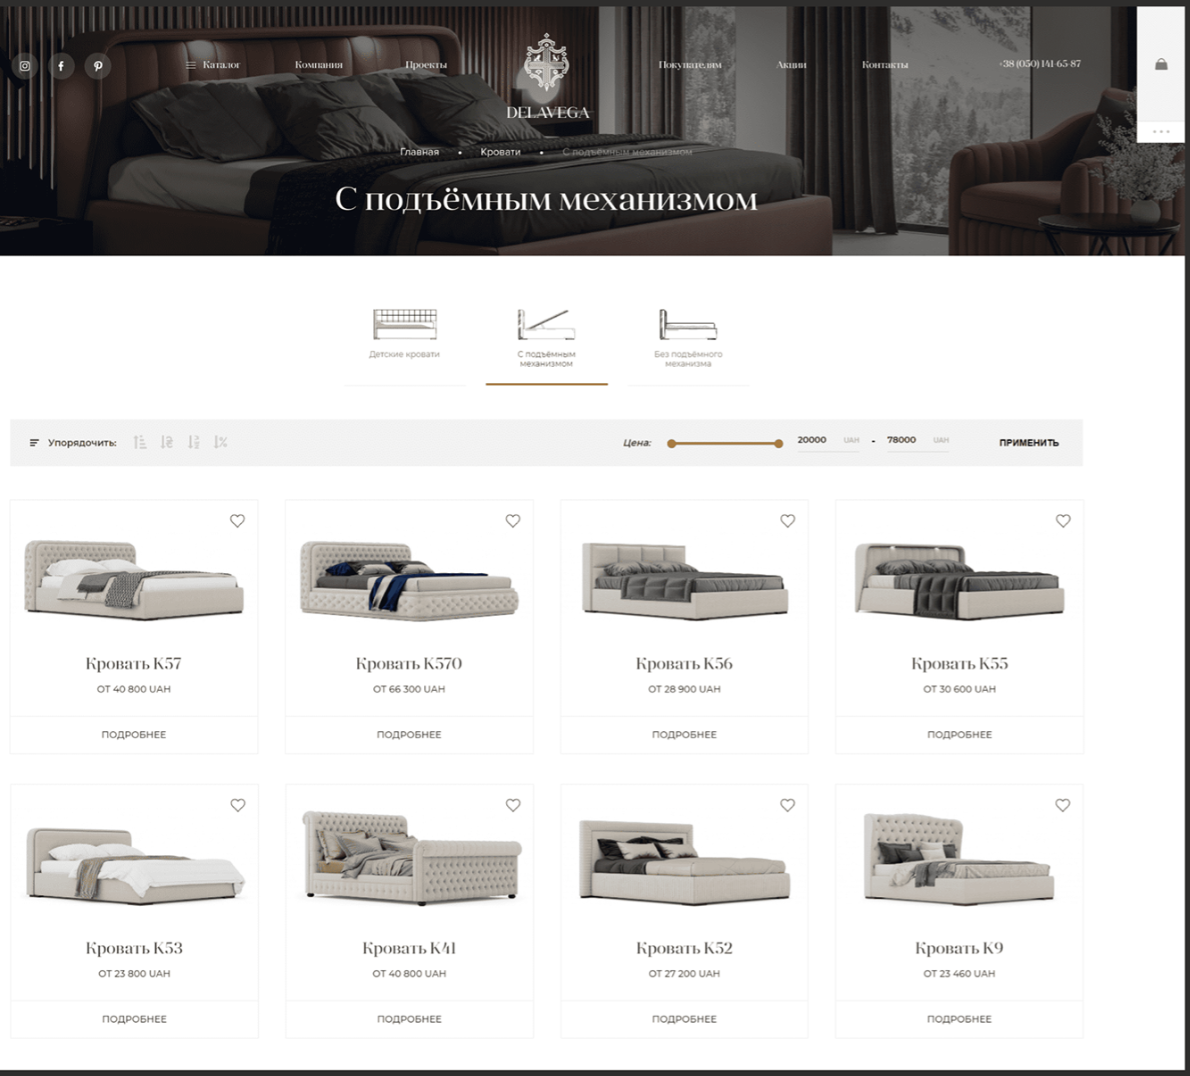 Каталог
Компания
Проекты
DELAVEGA
Покупателям
Акции
Контакты
+38 (050) 141-65-87
Главная • Кровати • С подъёмным механизмом
С подъёмным механизмом
Детские кровати
С подъёмным
механизмом
Без подъёмного
механизма
Упорядочить:
Цена:
20000 UAH - 78000 UAH
ПРИМЕНИТЬ
Кровать K57
ОТ 40 800 UAH
ПОДРОБНЕЕ
Кровать K570
ОТ 66 300 UAH
ПОДРОБНЕЕ
Кровать K56
ОТ 28 900 UAH
ПОДРОБНЕЕ
Кровать K55
ОТ 30 600 UAH
ПОДРОБНЕЕ
Кровать K53
ОТ 23 800 UAH
ПОДРОБНЕЕ
Кровать K41
ОТ 40 800 UAH
ПОДРОБНЕЕ
Кровать K52
ОТ 27 200 UAH
ПОДРОБНЕЕ
Кровать K9
ОТ 23 460 UAH
ПОДРОБНЕЕ